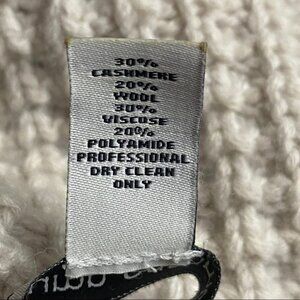 30%
CASHMERE
20%
WOOL
30%
VISCOSE
20%
POLYAMIDE
PROFESSIONAL
DRY CLEAN
ONLY